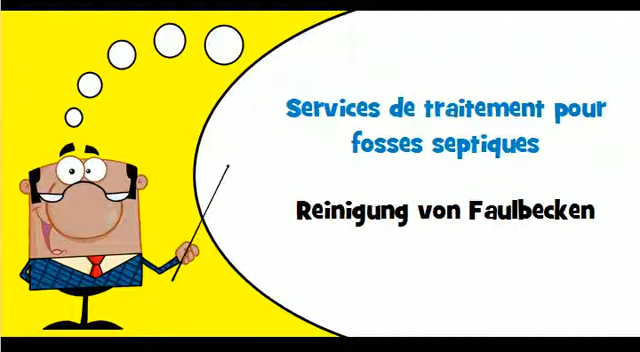 Services de traitement pour
fosses septiques
Reinigung von Faulbecken